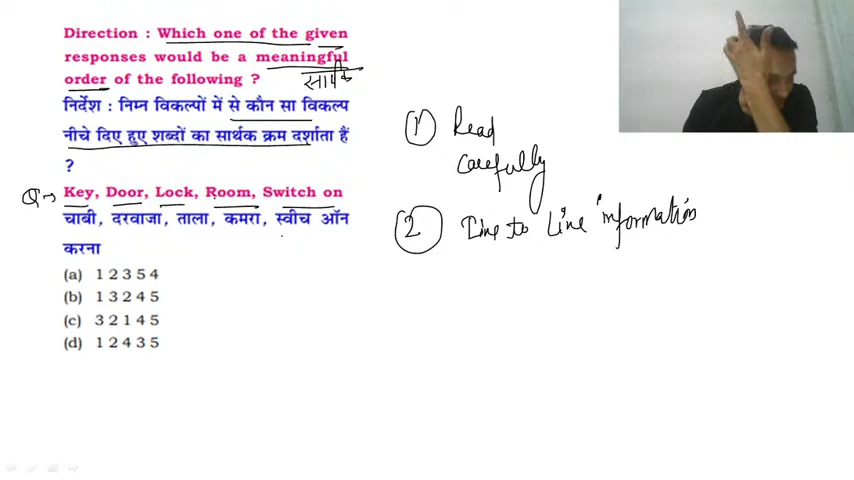 Direction : Which one of the given
responses would be a meaningful
order of the following ?
सार्थक
निर्देश : निम्न विकल्पों में से कौन सा विकल्प
नीचे दिए हुए शब्दों का सार्थक क्रम दर्शाता हैं
?
Q→ Key, Door, Lock, Room, Switch on
चाबी, दरवाजा, ताला, कमरा, स्वीच ऑन
करना
(a) 1 2 3 5 4
(b) 1 3 2 4 5
(c) 3 2 1 4 5
(d) 1 2 4 3 5
1 Read
carefully
2 Line to Line information